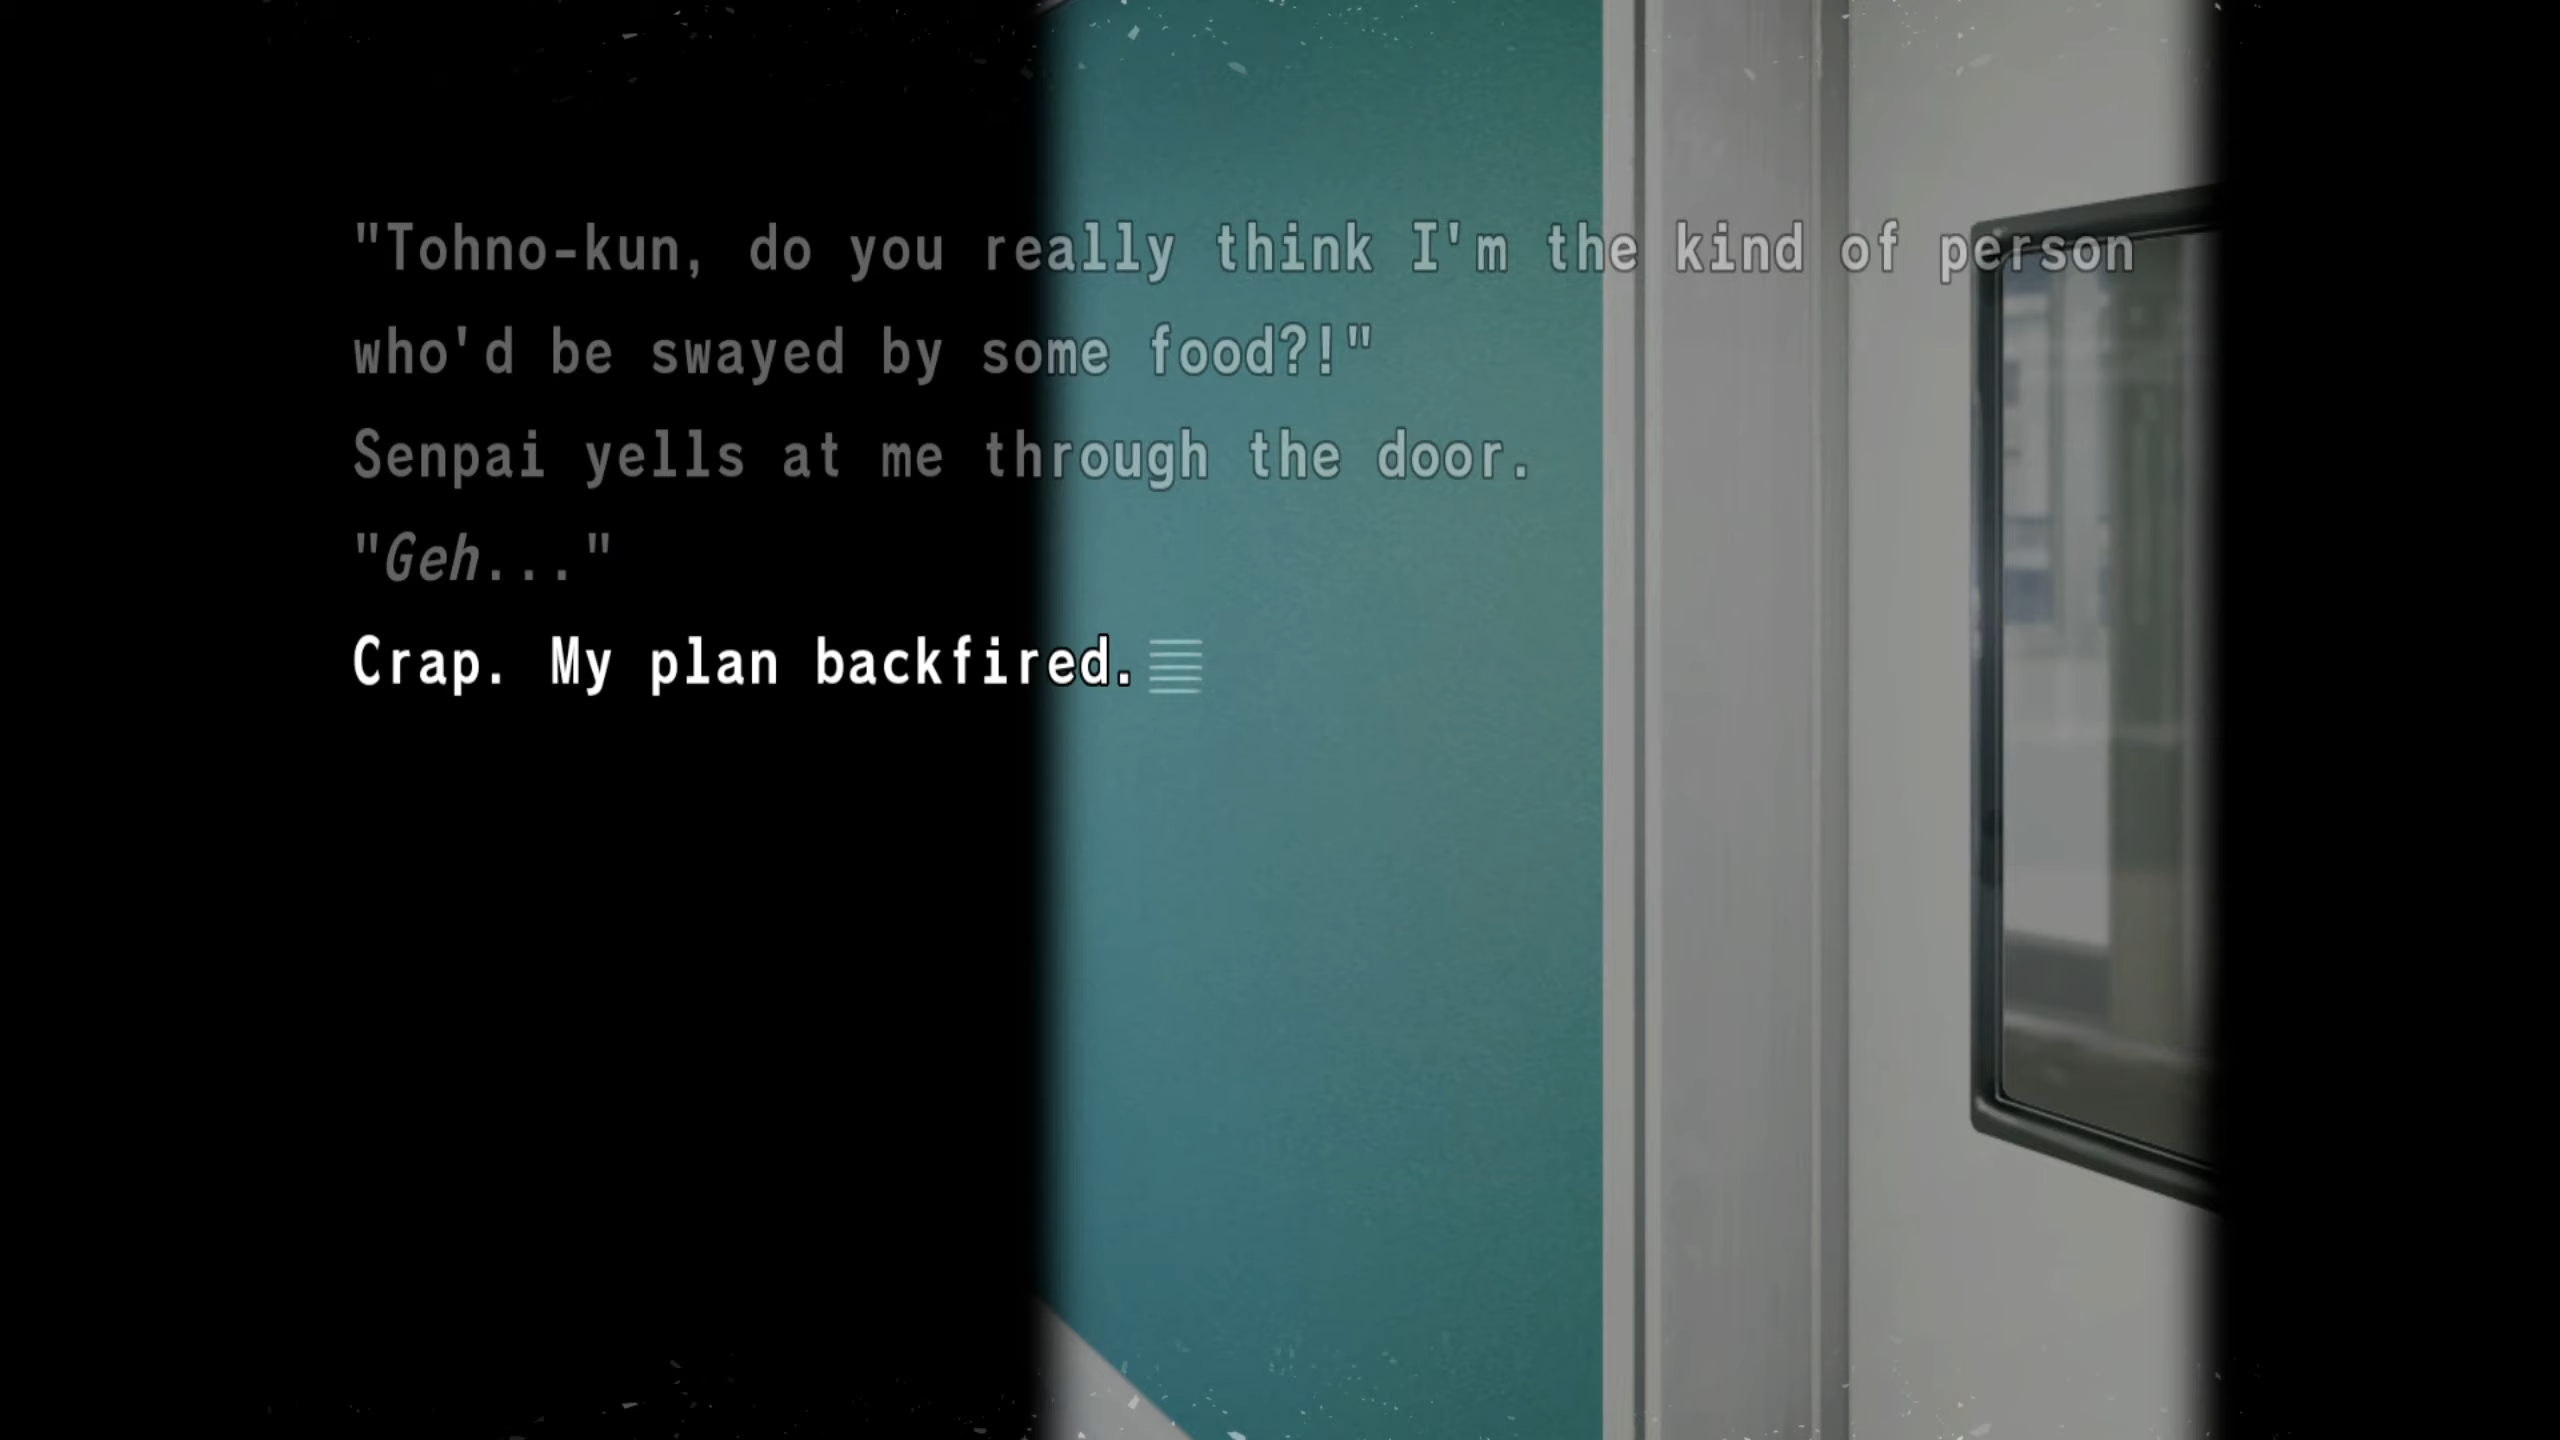 "Tohno-kun, do you really think I'm the kind of person
who'd be swayed by some food?!"
Senpai yells at me through the door.
"Geh..."
Crap. My plan backfired.